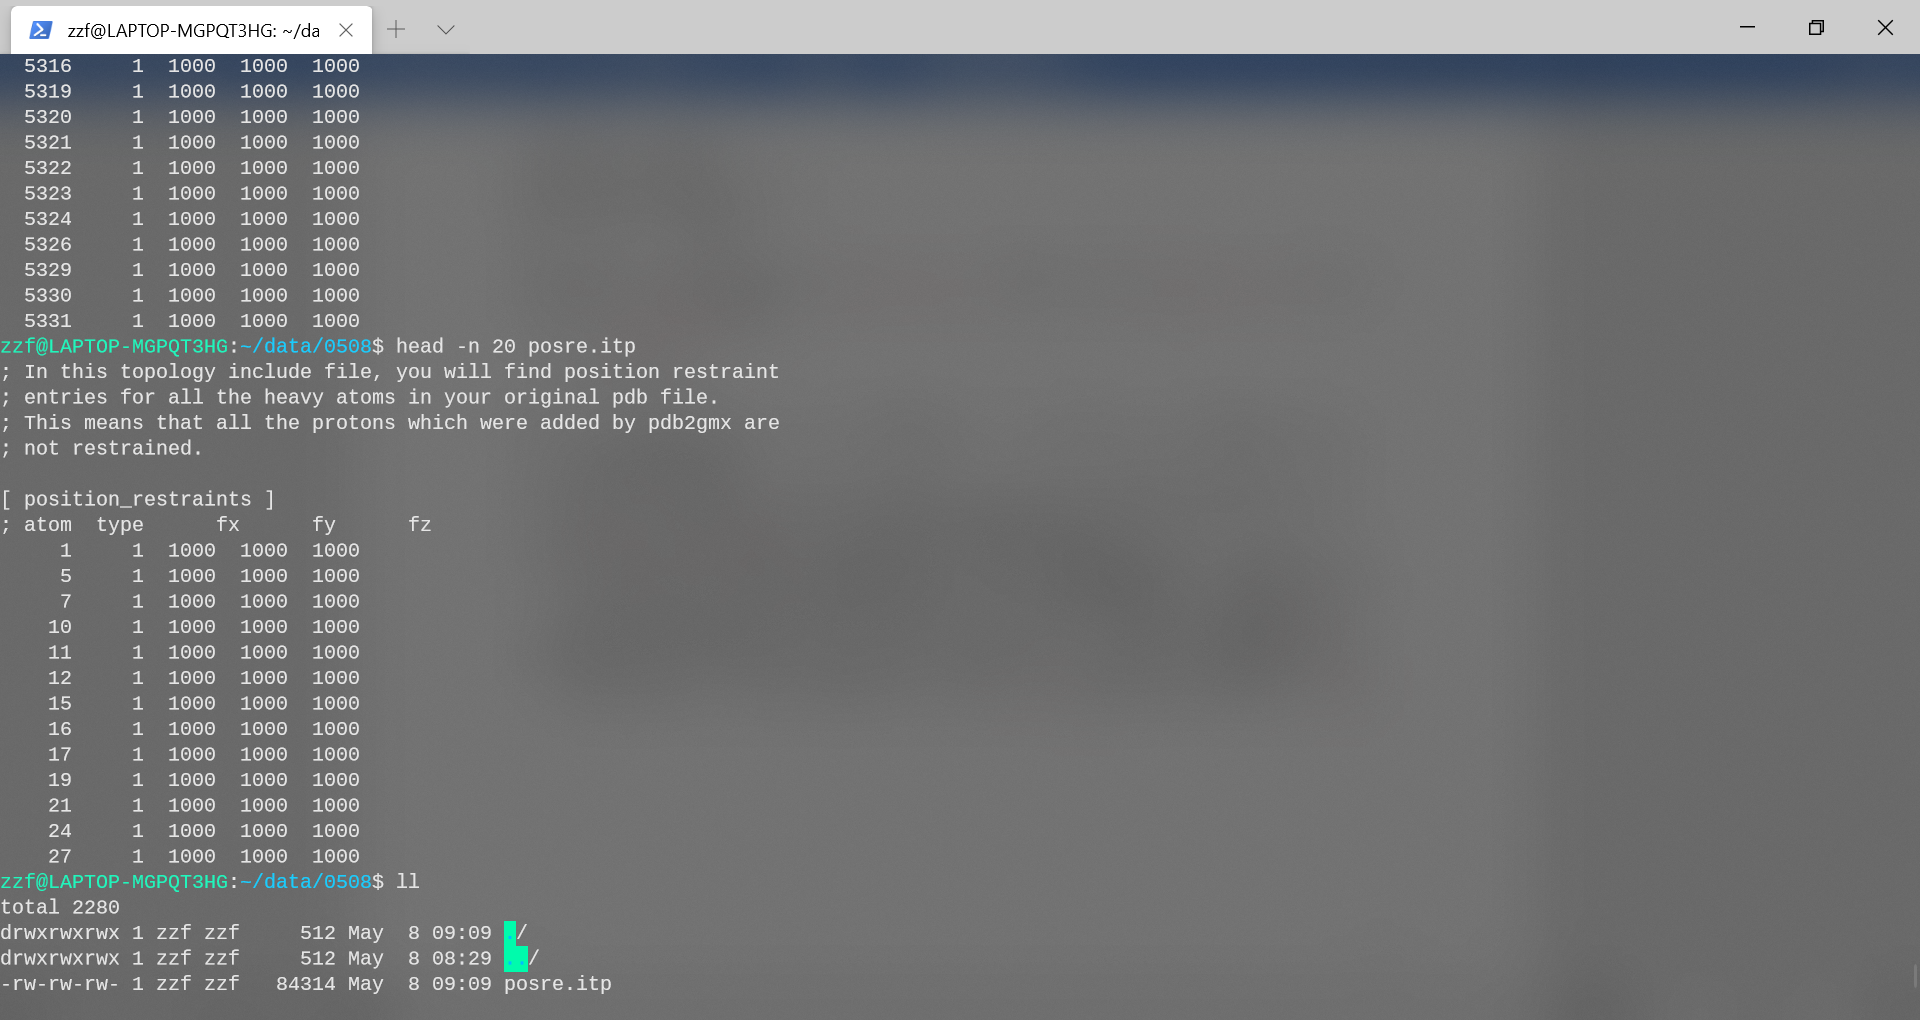 zzf@LAPTOP-MGPQT3HG: ~/da
  5316     1  1000  1000  1000
  5319     1  1000  1000  1000
  5320     1  1000  1000  1000
  5321     1  1000  1000  1000
  5322     1  1000  1000  1000
  5323     1  1000  1000  1000
  5324     1  1000  1000  1000
  5326     1  1000  1000  1000
  5329     1  1000  1000  1000
  5330     1  1000  1000  1000
  5331     1  1000  1000  1000
zzf@LAPTOP-MGPQT3HG:~/data/0508$ head -n 20 posre.itp
; In this topology include file, you will find position restraint
; entries for all the heavy atoms in your original pdb file.
; This means that all the protons which were added by pdb2gmx are
; not restrained.

[ position_restraints ]
; atom  type      fx      fy      fz
     1     1  1000  1000  1000
     5     1  1000  1000  1000
     7     1  1000  1000  1000
    10     1  1000  1000  1000
    11     1  1000  1000  1000
    12     1  1000  1000  1000
    15     1  1000  1000  1000
    16     1  1000  1000  1000
    17     1  1000  1000  1000
    19     1  1000  1000  1000
    21     1  1000  1000  1000
    24     1  1000  1000  1000
    27     1  1000  1000  1000
zzf@LAPTOP-MGPQT3HG:~/data/0508$ ll
total 2280
drwxrwxrwx 1 zzf zzf     512 May  8 09:09 ./
drwxrwxrwx 1 zzf zzf     512 May  8 08:29 ../
-rw-rw-rw- 1 zzf zzf   84314 May  8 09:09 posre.itp